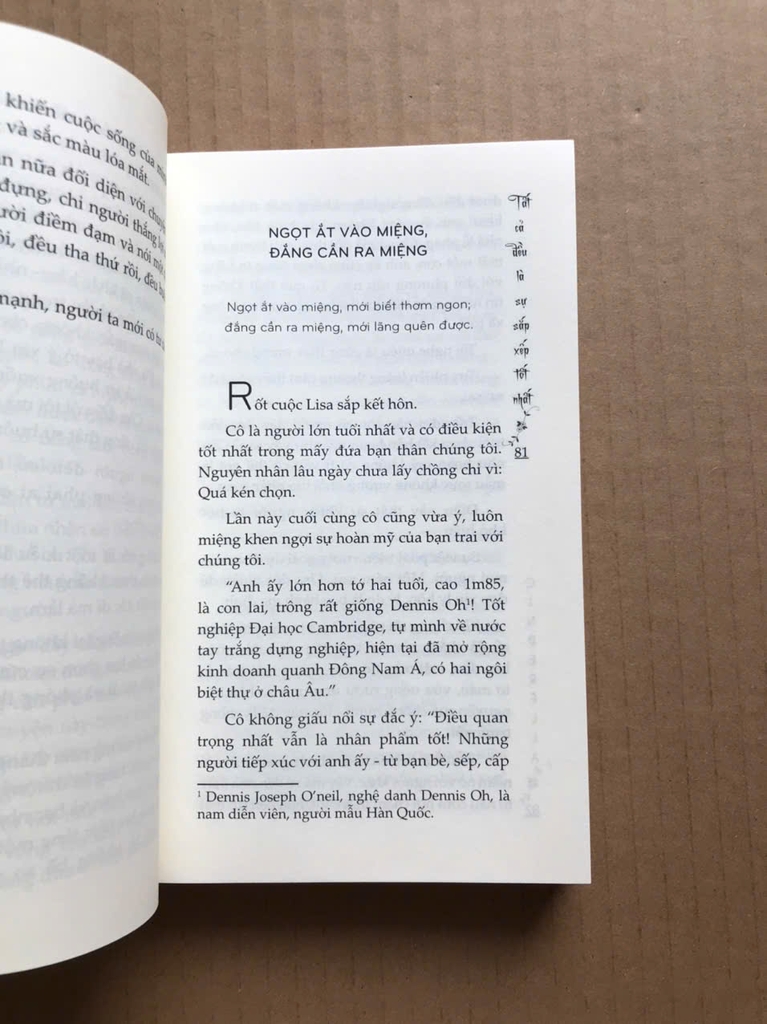 khiến cuộc sống của
và sắc màu lóa mắt.
nữa đối diện với
đựng, chỉ người thắng
điềm đạm và nói
đều tha thứ rồi, đều
mạnh, người ta mới có
NGỌT ẮT VÀO MIỆNG,
ĐẮNG CẦN RA MIỆNG
Ngọt ắt vào miệng, mới biết thơm ngon;
đắng cần ra miệng, mới lãng quên được.
Rốt cuộc Lisa sắp kết hôn.
Cô là người lớn tuổi nhất và có điều kiện
tốt nhất trong mấy đứa bạn thân chúng tôi.
Nguyên nhân lâu ngày chưa lấy chồng chỉ vì:
Quá kén chọn.
Lần này cuối cùng cô cũng vừa ý, luôn
miệng khen ngợi sự hoàn mỹ của bạn trai với
chúng tôi.
“Anh ấy lớn hơn tớ hai tuổi, cao 1m85,
là con lai, trông rất giống Dennis Oh¹! Tốt
nghiệp Đại học Cambridge, tự mình về nước
tay trắng dựng nghiệp, hiện tại đã mở rộng
kinh doanh quanh Đông Nam Á, có hai ngôi
biệt thự ở châu Âu.”
Cô không giấu nổi sự đắc ý: “Điều quan
trọng nhất vẫn là nhân phẩm tốt! Những
người tiếp xúc với anh ấy - từ bạn bè, sếp, cấp
¹ Dennis Joseph O’neil, nghệ danh Dennis Oh, là
nam diễn viên, người mẫu Hàn Quốc.
Tất
cả
đều
là
sự
sắp
xếp
tốt
nhất
81